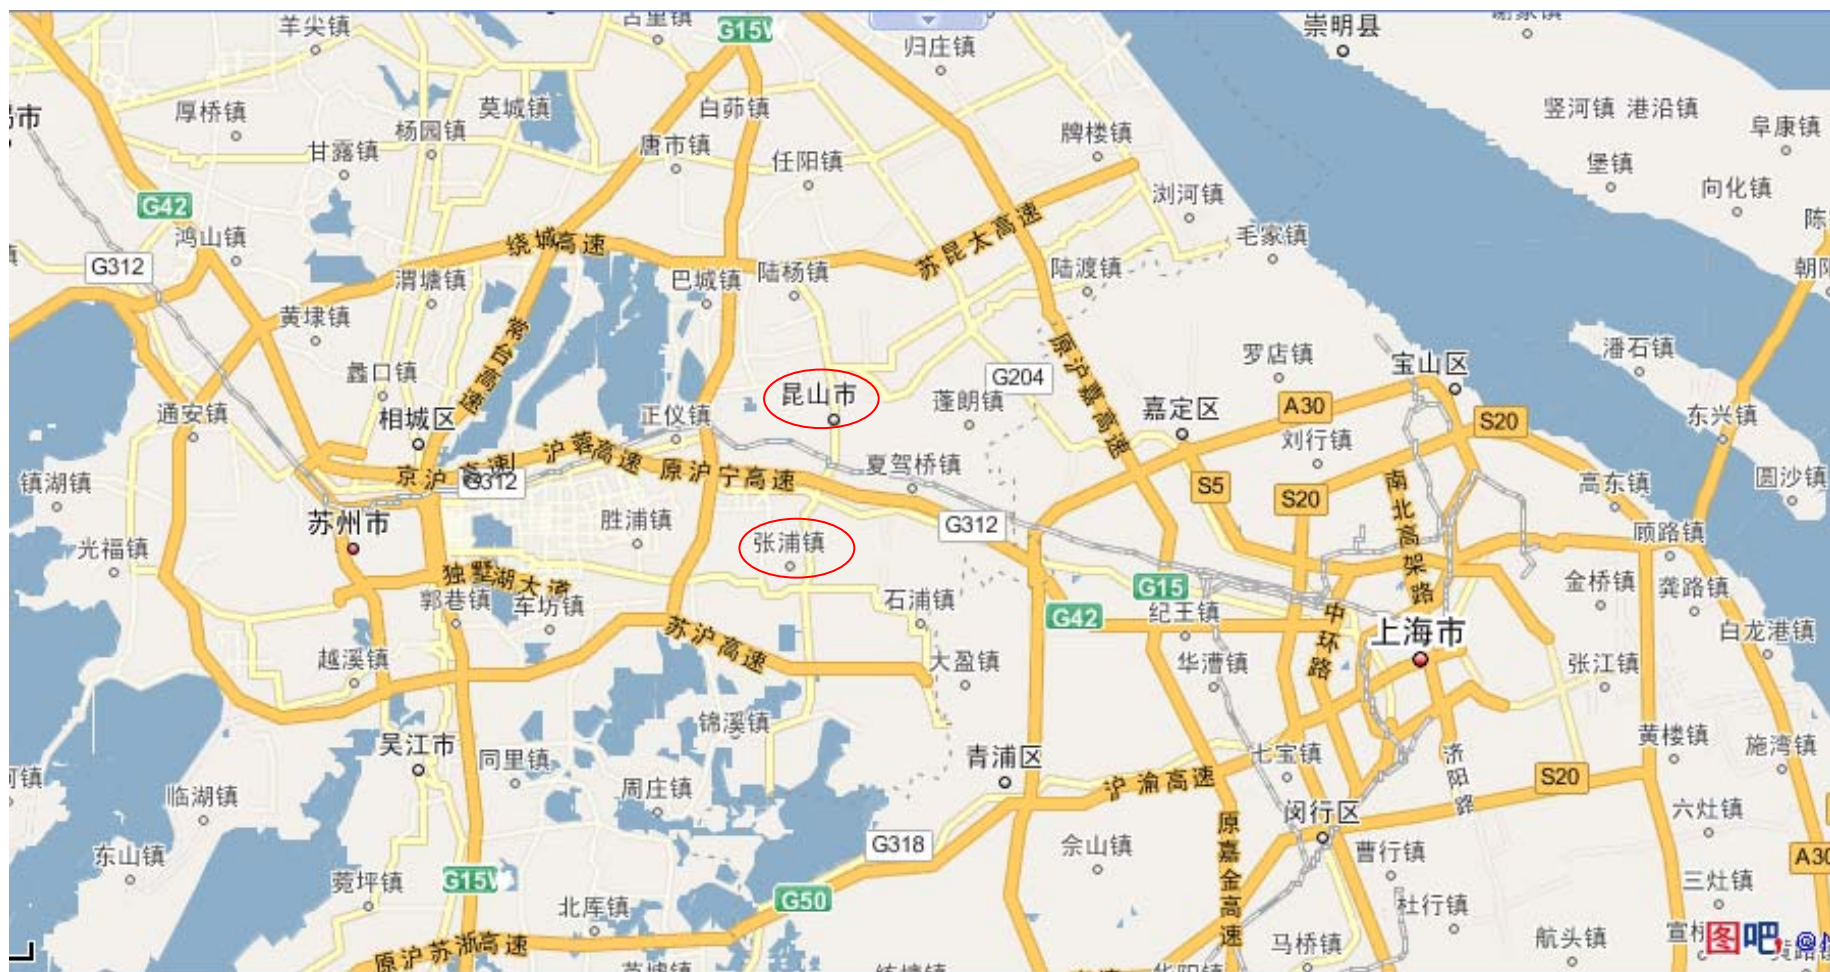 羊尖镇
古里镇
G15W
归庄镇
崇明县
厚桥镇
莫城镇
白茆镇
竖河镇
港沿镇
阜康镇
杨园镇
牌楼镇
甘露镇
唐市镇
任阳镇
堡镇
向化镇
浏河镇
G42
鸿山镇
绕城高速
苏昆太高速
毛家镇
G312
渭塘镇
巴城镇
陆杨镇
陆渡镇
黄埭镇
常台高速
原沪嘉高速
罗店镇
潘石镇
宝山区
蠡口镇
G204
昆山市
蓬朗镇
嘉定区
A30
通安镇
相城区
正仪镇
刘行镇
S20
东兴镇
京沪高速
沪蓉高速
原沪宁高速
夏驾桥镇
镇湖镇
G312
S5
S20
南北高架路
高东镇
圆沙镇
苏州市
胜浦镇
张浦镇
G312
顾路镇
光福镇
独墅湖大道
G15
金桥镇
龚路镇
郭巷镇
车坊镇
石浦镇
G42
纪王镇
中环路
上海市
白龙港镇
苏沪高速
越溪镇
大盈镇
华漕镇
张江镇
锦溪镇
吴江市
同里镇
青浦区
七宝镇
黄楼镇
施湾镇
沪渝高速
济阳路
S20
临湖镇
周庄镇
闵行区
六灶镇
原嘉金高速
G318
佘山镇
曹行镇
东山镇
A30
菀坪镇
G15W
G50
三灶镇
北厍镇
杜行镇
原沪苏浙高速
马桥镇
航头镇
图吧